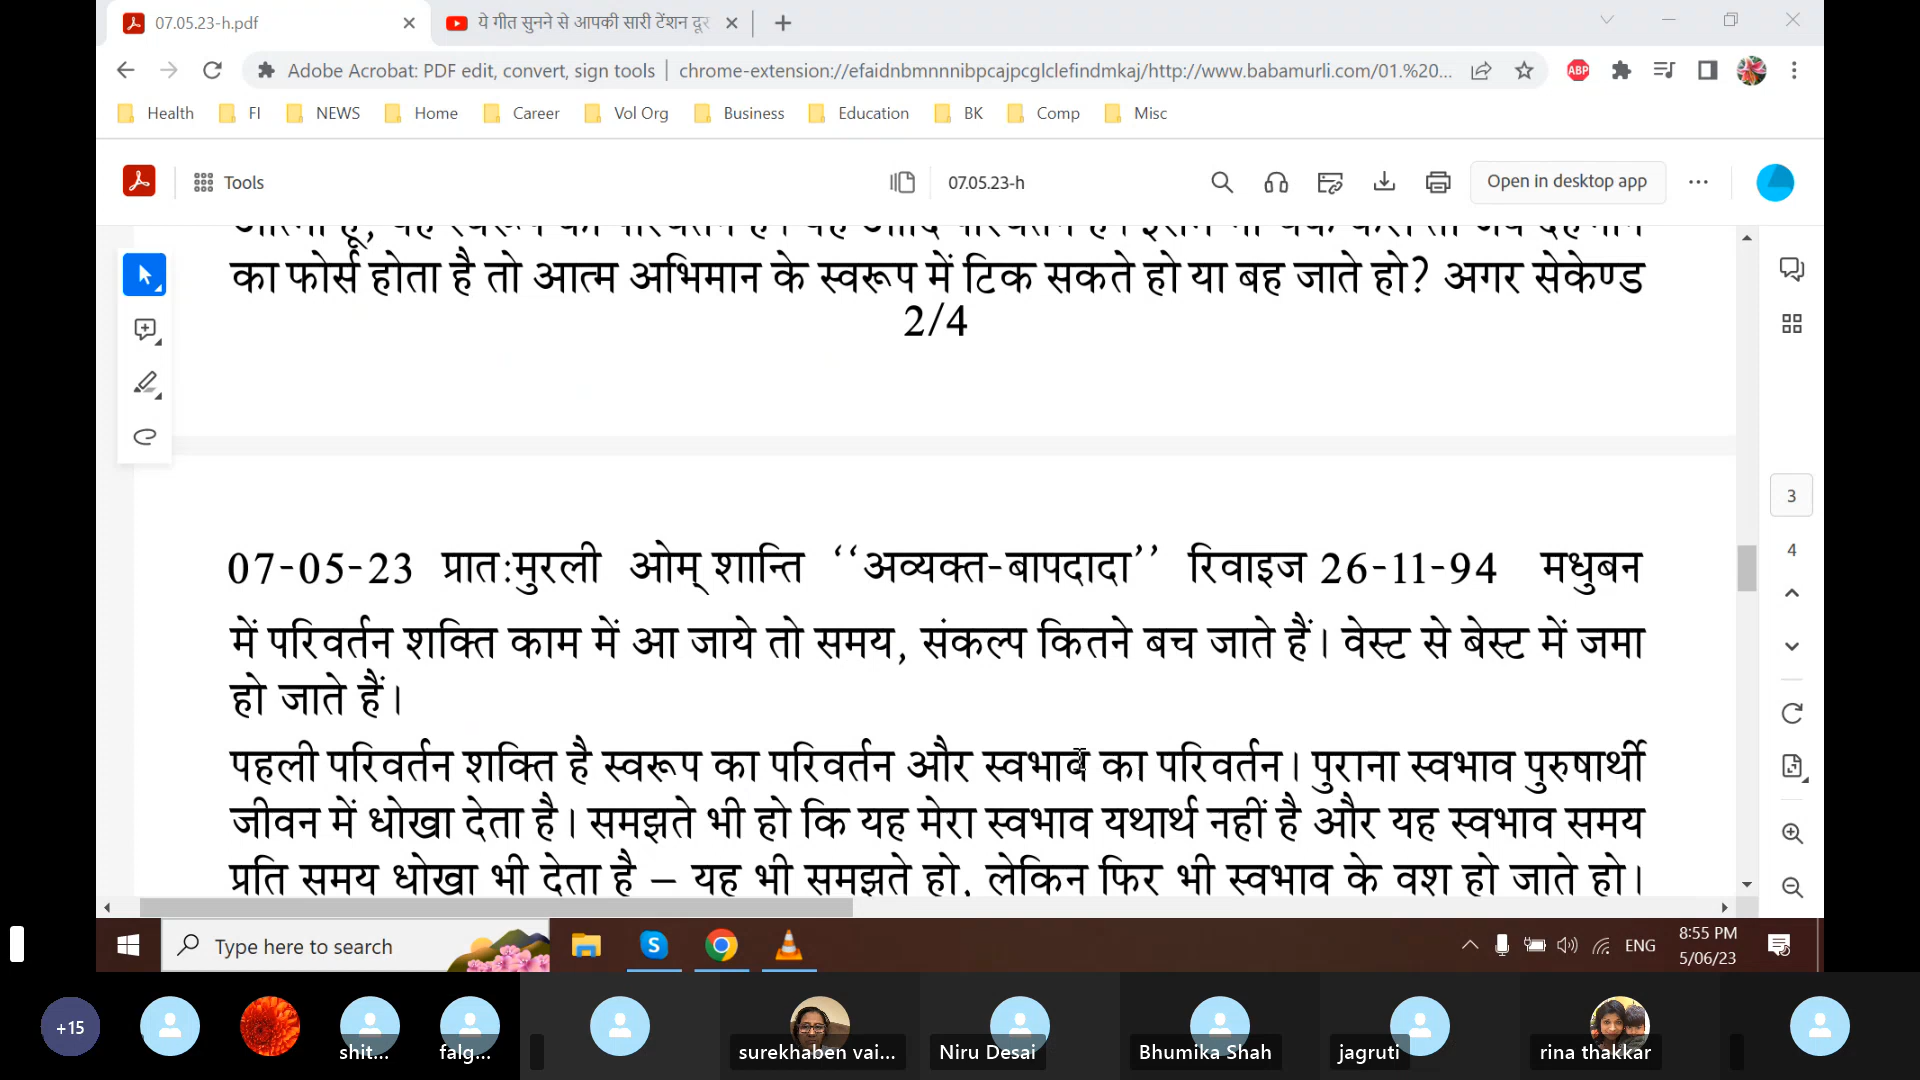 07.05.23-h.pdf
ये गीत सुनने से आपकी सारी टेंशन दूर
Adobe Acrobat: PDF edit, convert, sign tools
chrome-extension://efaidnbmnnnibpcajpcglclefindmkaj/http://www.babamurli.com/01.%20...
ABP
Health FI NEWS Home Career Vol Org Business Education BK Comp Misc
Tools
07.05.23-h
Open in desktop app
का फोर्स होता है तो आत्म अभिमान के स्वरूप में टिक सकते हो या बह जाते हो? अगर सेकेण्ड
2/4
3
4
07-05-23 प्रात:मुरली ओम् शान्ति ‘‘अव्यक्त-बापदादा’’ रिवाइज 26-11-94 मधुबन
में परिवर्तन शक्ति काम में आ जाये तो समय, संकल्प कितने बच जाते हैं। वेस्ट से बेस्ट में जमा
हो जाते हैं।
पहली परिवर्तन शक्ति है स्वरूप का परिवर्तन और स्वभाव का परिवर्तन। पुराना स्वभाव पुरुषार्थी
जीवन में धोखा देता है। समझते भी हो कि यह मेरा स्वभाव यथार्थ नहीं है और यह स्वभाव समय
प्रति समय धोखा भी देता है – यह भी समझते हो, लेकिन फिर भी स्वभाव के वश हो जाते हो।
Type here to search
ENG
8:55 PM
5/06/23
+15
shit...
falg...
surekhaben vai...
Niru Desai
Bhumika Shah
jagruti
rina thakkar